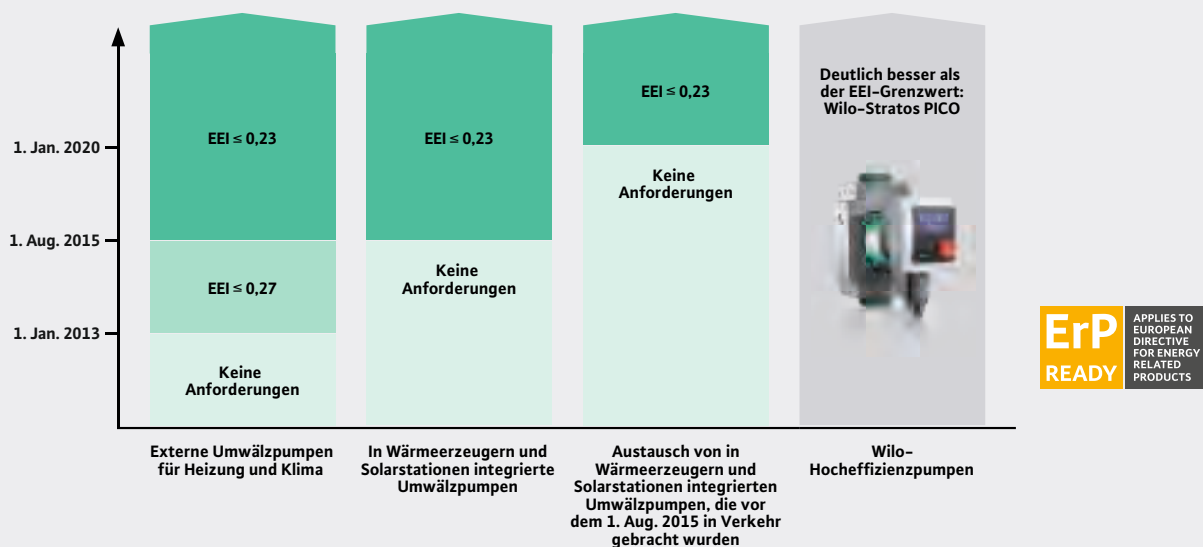 Deutlich besser als
der EEI-Grenzwert:
Wilo-Stratos PICO
EEI ≤ 0,23
EEI ≤ 0,23
EEI ≤ 0,23
1. Jan. 2020
Keine
Anforderungen
1. Aug. 2015
Keine
Anforderungen
EEI ≤ 0,27
1. Jan. 2013
Keine
Anforderungen
ErP
READY
APPLIES TO
EUROPEAN
DIRECTIVE
FOR ENERGY
RELATED
PRODUCTS
Externe Umwälzpumpen
für Heizung und Klima
In Wärmeerzeugern und
Solarstationen integrierte
Umwälzpumpen
Austausch von in
Wärmeerzeugern und
Solarstationen integrierten
Umwälzpumpen, die vor
dem 1. Aug. 2015 in Verkehr
gebracht wurden
Wilo-
Hocheffizienzpumpen